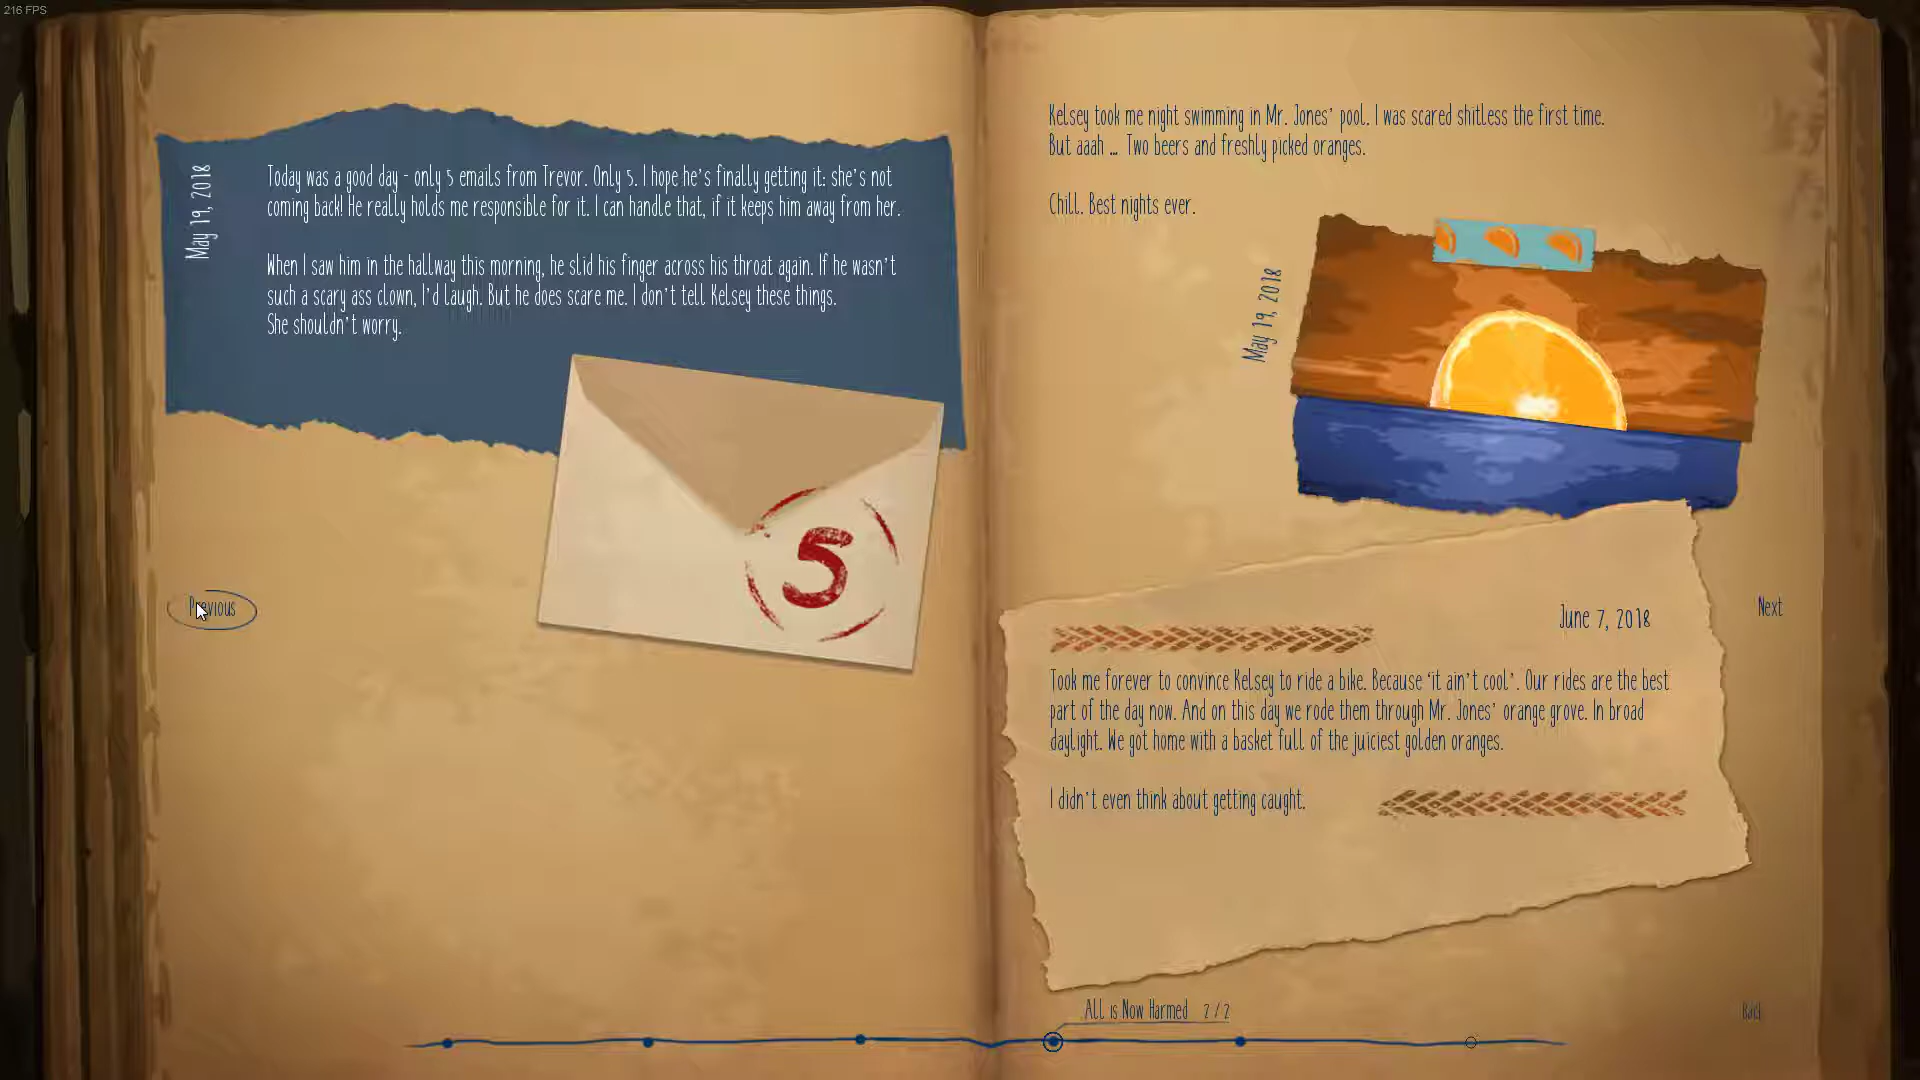 216 FPS
May 19, 2018
Today was a good day - only 5 emails from Trevor. Only 5. I hope he's finally getting it: she's not
coming back! He really holds me responsible for it. I can handle that, if it keeps him away from her.
When I saw him in the hallway this morning, he slid his finger across his throat again. If he wasn't
such a scary ass clown, I'd laugh. But he does scare me. I don't tell Kelsey these things.
She shouldn't worry.
5
Previous
Kelsey took me night swimming in Mr. Jones' pool. I was scared shitless the first time.
But aaah ... Two beers and freshly picked oranges.
Chill. Best nights ever.
May 19, 2018
June 7, 2018
Took me forever to convince Kelsey to ride a bike. Because 'it ain't cool'. Our rides are the best
part of the day now. And on this day we rode them through Mr. Jones' orange grove. In broad
daylight. We got home with a basket full of the juiciest golden oranges.
I didn't even think about getting caught.
Next
All is Now Harmed 2 / 2
Back